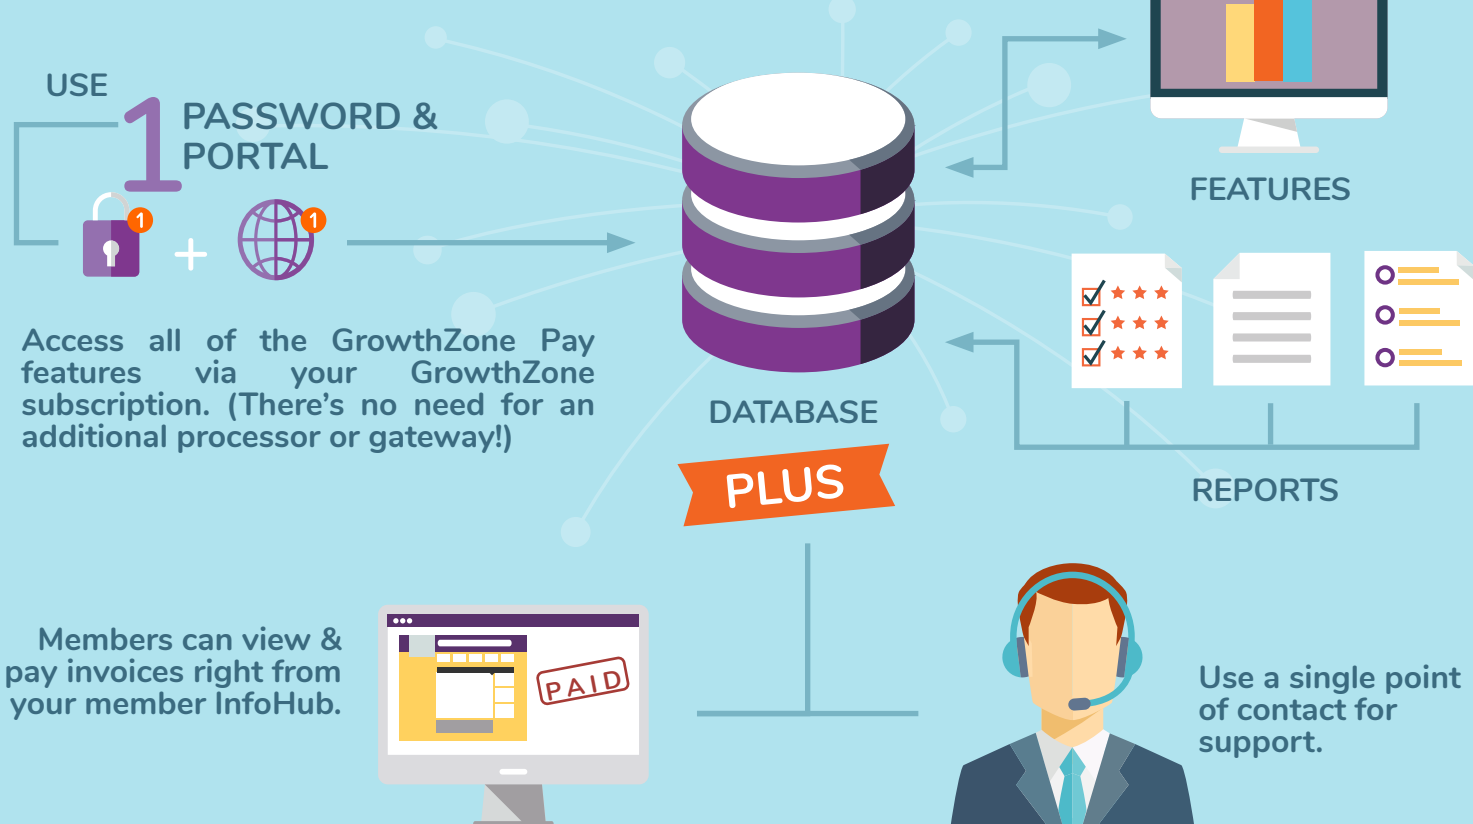 USE
1
PASSWORD &
PORTAL
1
1
Access all of the GrowthZone Pay
features via your GrowthZone
subscription. (There’s no need for an
additional processor or gateway!)
DATABASE
PLUS
FEATURES
REPORTS
Members can view &
pay invoices right from
your member InfoHub.
PAID
Use a single point
of contact for
support.